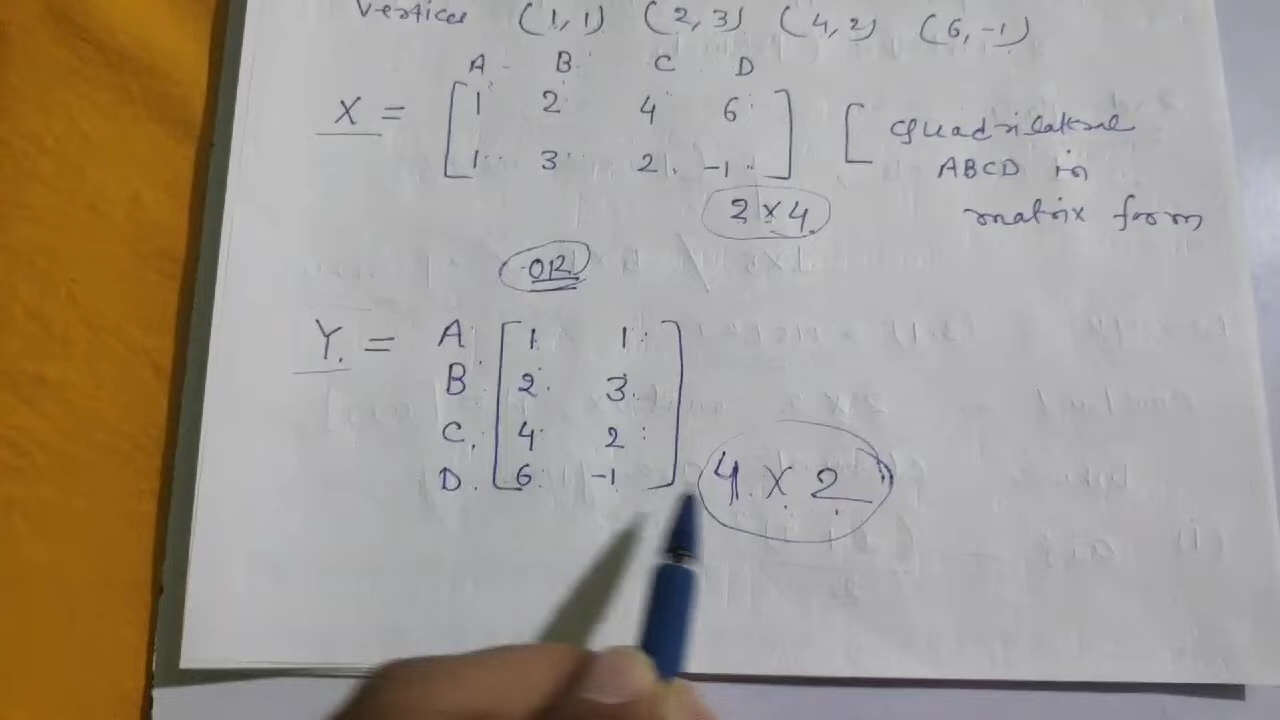 Vertices (1,1) (2,3) (4,2) (6,-1)
A B C D
X = [ 1 2 4 6 ] [ Quadrilateral
1 3 2 -1 ABCD in
2 x 4 matrix form
OR
Y. = A [ 1 1 ]
B 2 3
C. 4 2
D. 6 -1 4 x 2